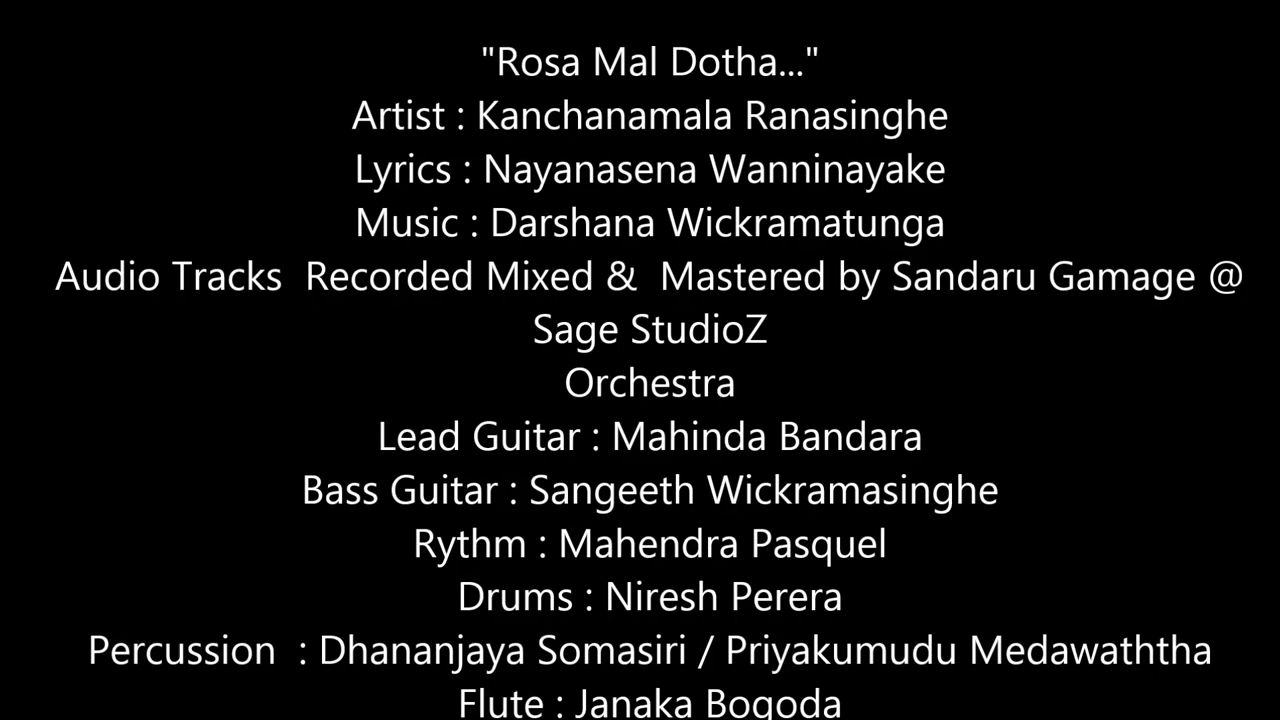 "Rosa Mal Dotha..."
Artist : Kanchanamala Ranasinghe
Lyrics : Nayanasena Wanninayake
Music : Darshana Wickramatunga
Audio Tracks  Recorded Mixed &  Mastered by Sandaru Gamage @
Sage StudioZ
Orchestra
Lead Guitar : Mahinda Bandara
Bass Guitar : Sangeeth Wickramasinghe
Rythm : Mahendra Pasquel
Drums : Niresh Perera
Percussion  : Dhananjaya Somasiri / Priyakumudu Medawaththa
Flute : Janaka Bogoda